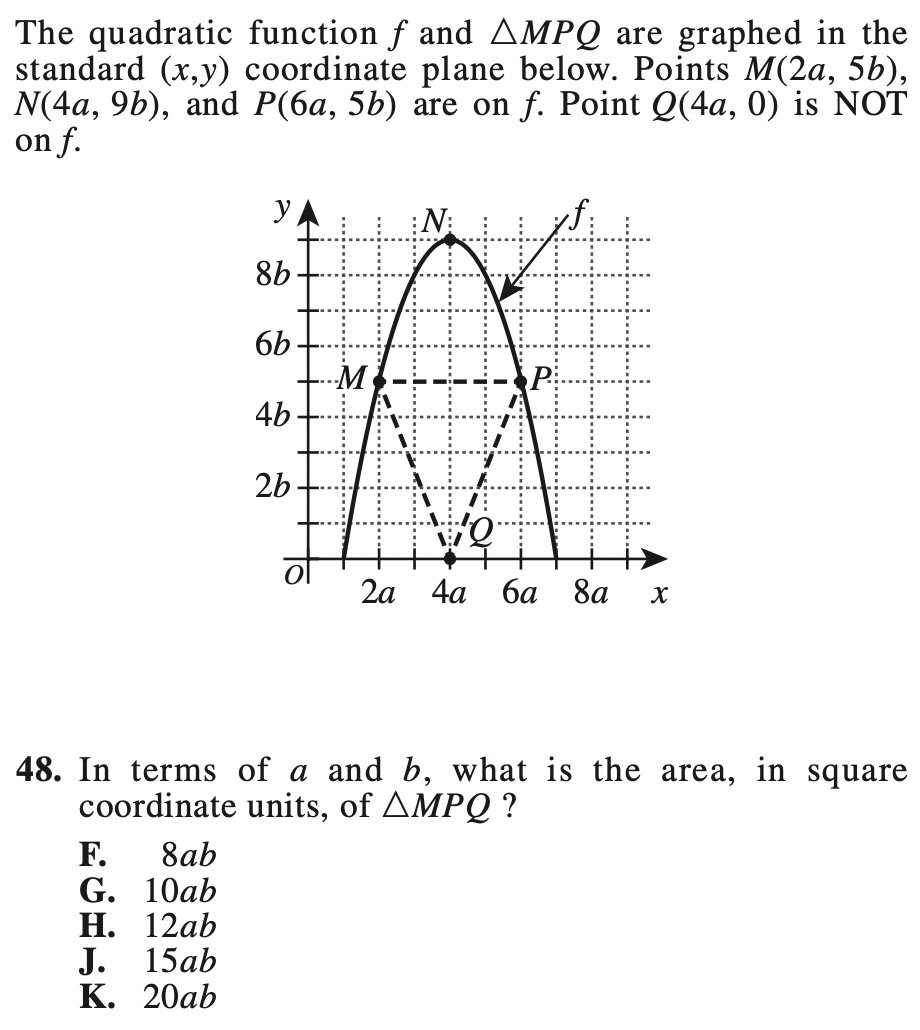 The quadratic function f and △MPQ are graphed in the
standard (x,y) coordinate plane below. Points M(2a, 5b),
N(4a, 9b), and P(6a, 5b) are on f. Point Q(4a, 0) is NOT
on f.
y
N
f
8b
6b
M
P
4b
2b
Q
O
2a 4a 6a 8a x
48. In terms of a and b, what is the area, in square
coordinate units, of △MPQ ?
F. 8ab
G. 10ab
H. 12ab
J. 15ab
K. 20ab